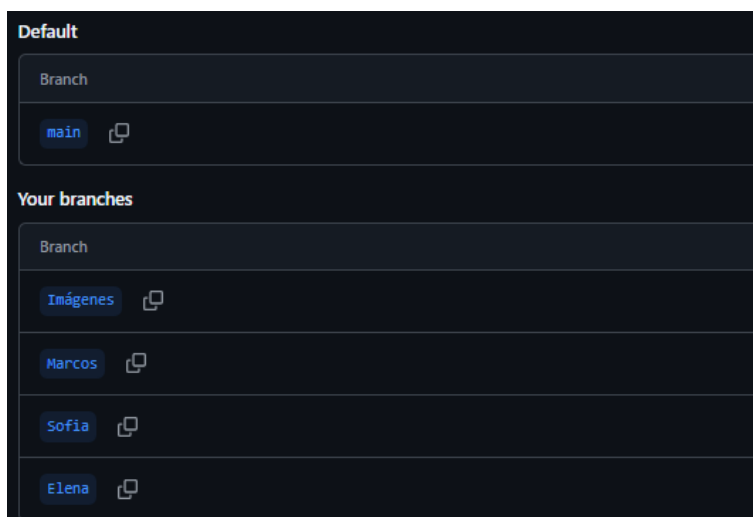 Default
Branch
main
Your branches
Branch
Imágenes
Marcos
Sofia
Elena